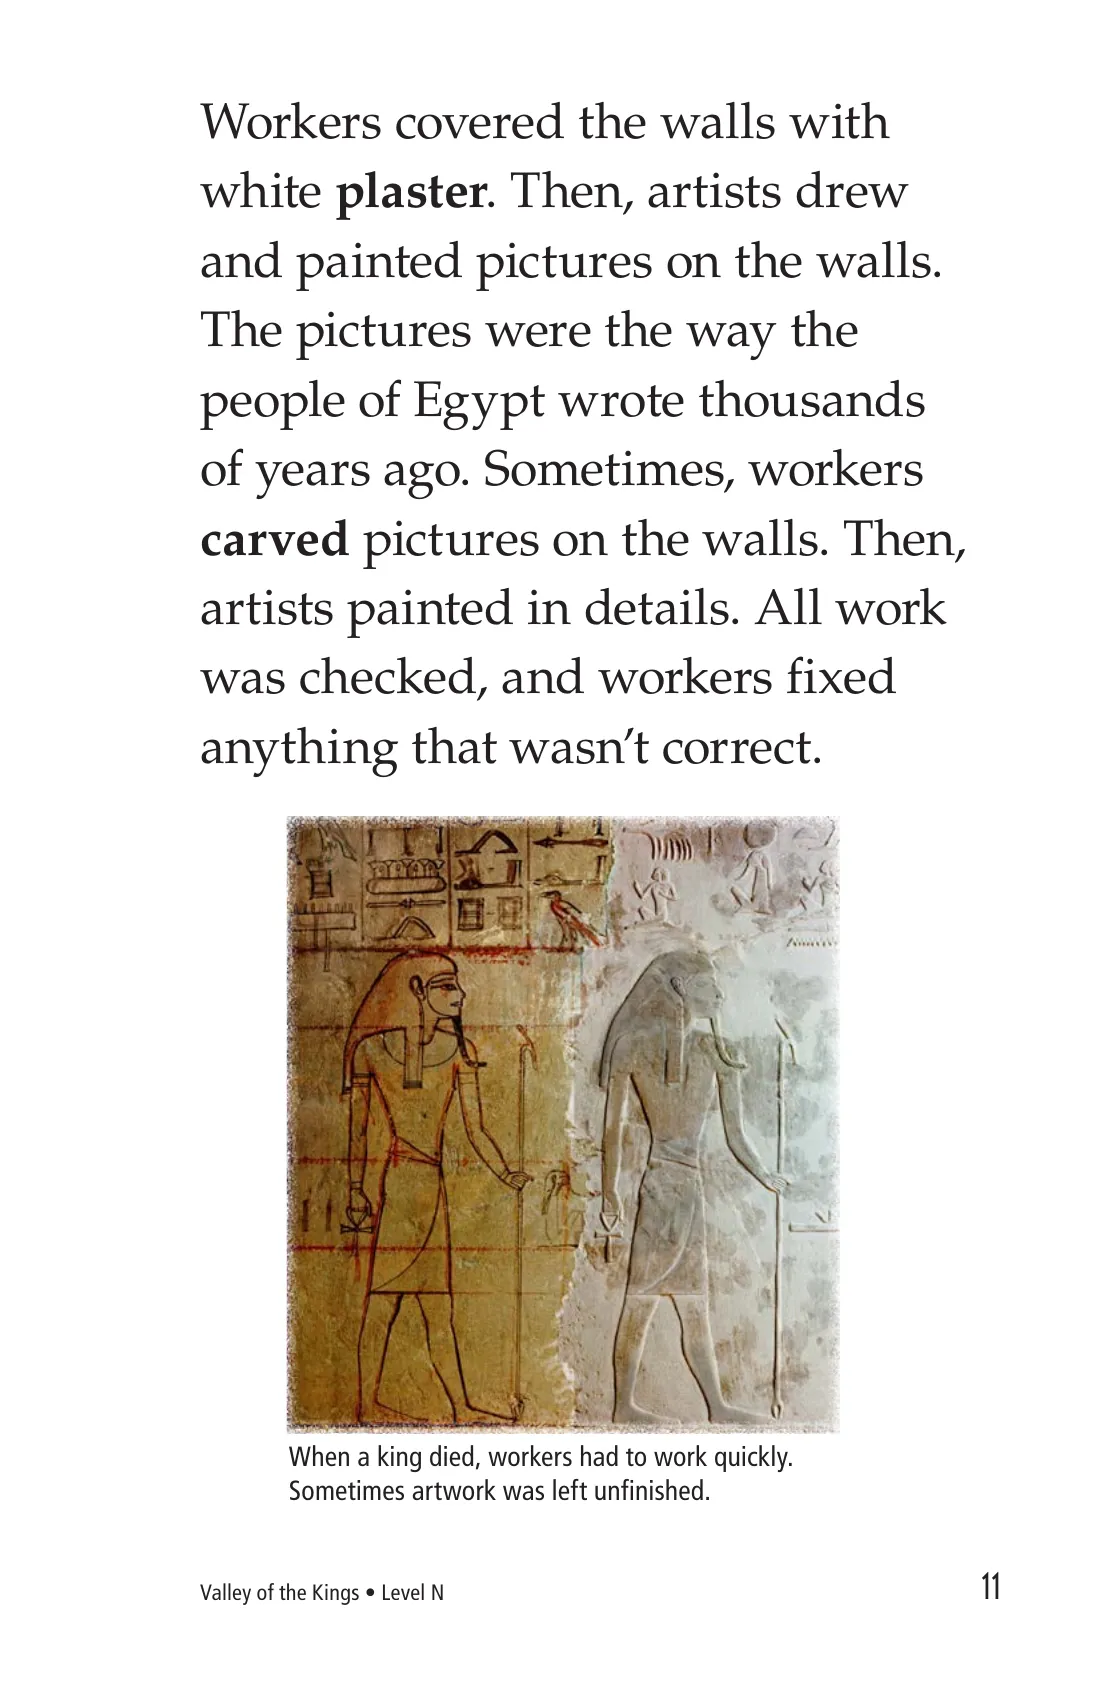 Workers covered the walls with
white plaster. Then, artists drew
and painted pictures on the walls.
The pictures were the way the
people of Egypt wrote thousands
of years ago. Sometimes, workers
carved pictures on the walls. Then,
artists painted in details. All work
was checked, and workers fixed
anything that wasn’t correct.
When a king died, workers had to work quickly.
Sometimes artwork was left unfinished.
Valley of the Kings • Level N
11